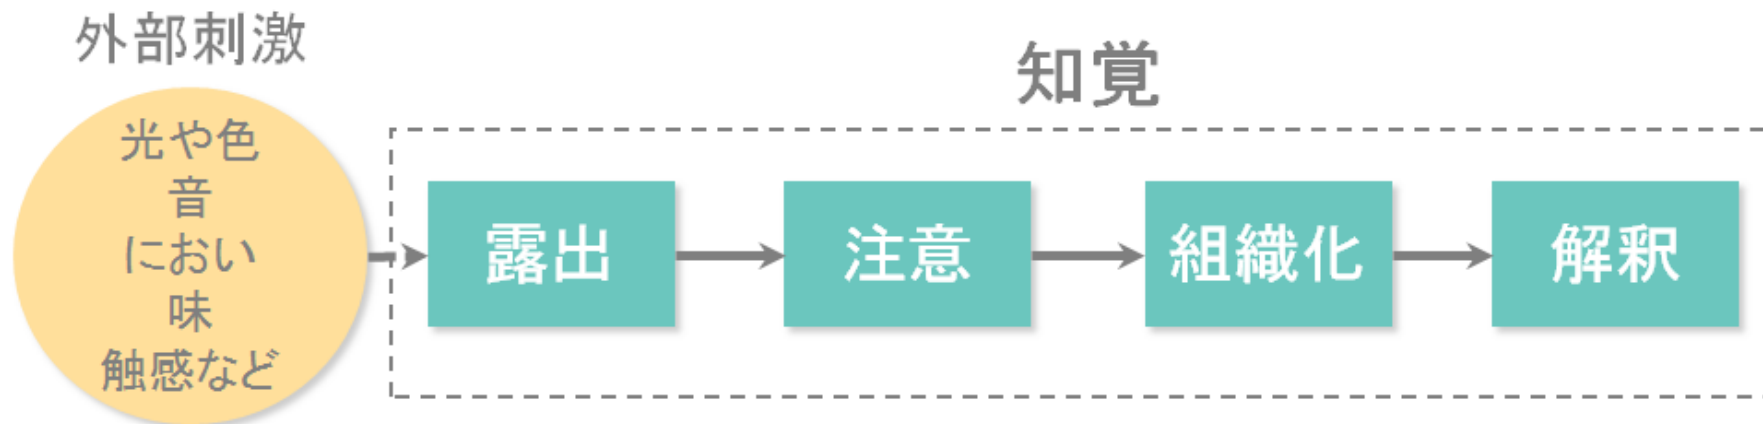 外部刺激
光や色
音
におい
味
触感など
知覚
露出
注意
組織化
解釈